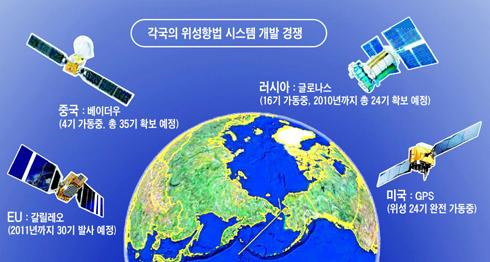 각국의 위성항법 시스템 개발 경쟁
중국 : 베이더우
(4기 가동중, 총 35기 확보 예정)
러시아 : 글로나스
(16기 가동중, 2010년까지 총 24기 확보 예정)
EU : 갈릴레오
(2011년까지 30기 발사 예정)
미국 : GPS
(위성 24기 완전 가동중)